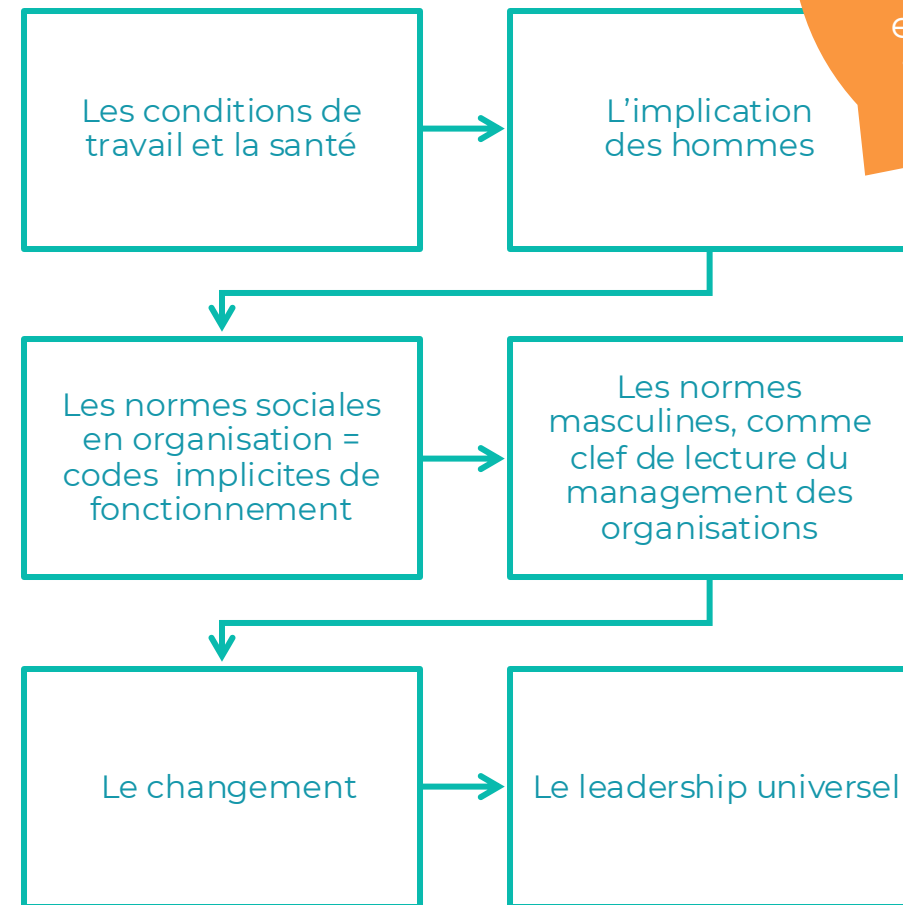 Les conditions de
travail et la santé
L’implication
des hommes
Les normes sociales
en organisation =
codes  implicites de
fonctionnement
Les normes
masculines, comme
clef de lecture du
management des
organisations
Le changement
Le leadership universel